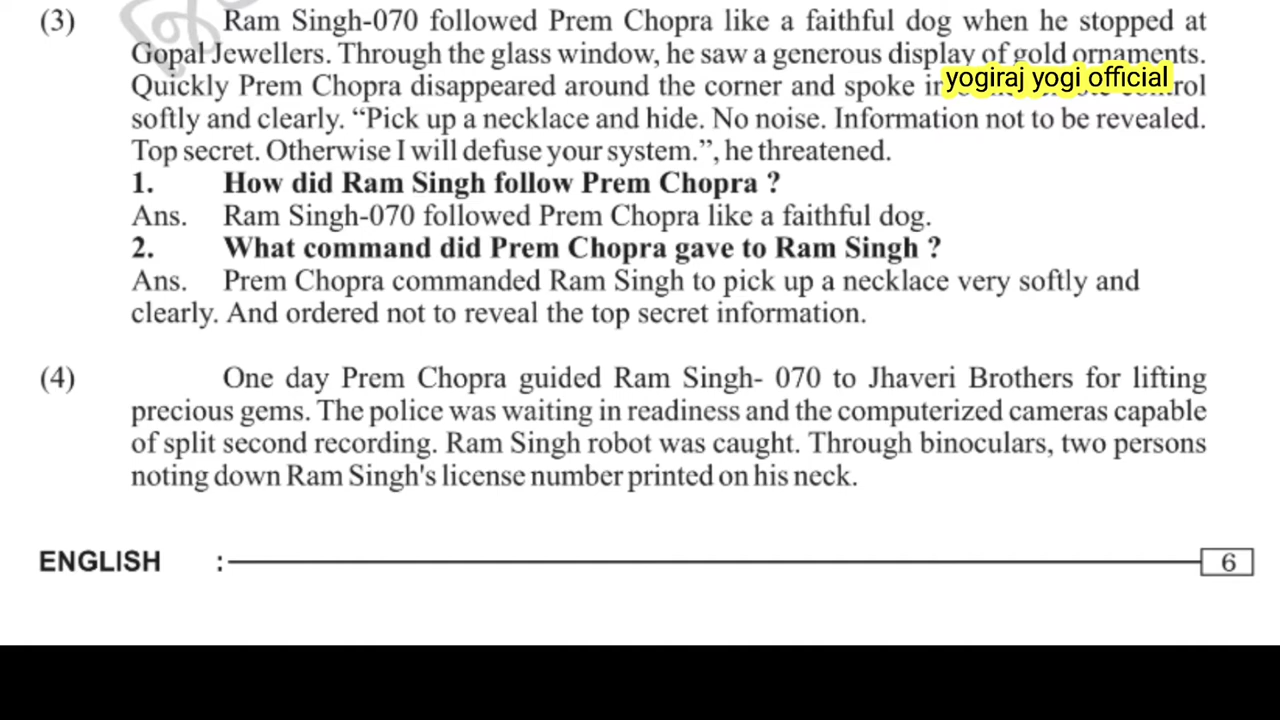 (3) Ram Singh-070 followed Prem Chopra like a faithful dog when he stopped at
Gopal Jewellers. Through the glass window, he saw a generous display of gold ornaments.
Quickly Prem Chopra disappeared around the corner and spoke
yogiraj yogi official
softly and clearly. “Pick up a necklace and hide. No noise. Information not to be revealed.
Top secret. Otherwise I will defuse your system.”, he threatened.
1. How did Ram Singh follow Prem Chopra ?
Ans. Ram Singh-070 followed Prem Chopra like a faithful dog.
2. What command did Prem Chopra gave to Ram Singh ?
Ans. Prem Chopra commanded Ram Singh to pick up a necklace very softly and
clearly. And ordered not to reveal the top secret information.
(4) One day Prem Chopra guided Ram Singh- 070 to Jhaveri Brothers for lifting
precious gems. The police was waiting in readiness and the computerized cameras capable
of split second recording. Ram Singh robot was caught. Through binoculars, two persons
noting down Ram Singh's license number printed on his neck.
ENGLISH : 6